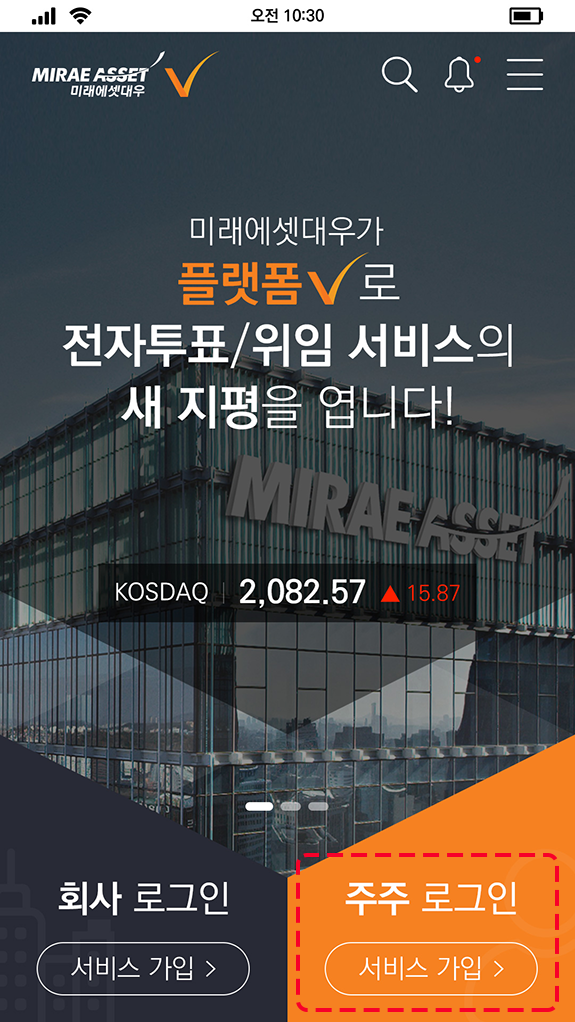 오전 10:30
MIRAE ASSET
미래에셋대우
미래에셋대우가
플랫폼V로
전자투표/위임 서비스의
새 지평을 엽니다!
MIRAE ASSET
KOSDAQ | 2,082.57 ▲ 15.87
회사 로그인
서비스 가입 >
주주 로그인
서비스 가입 >